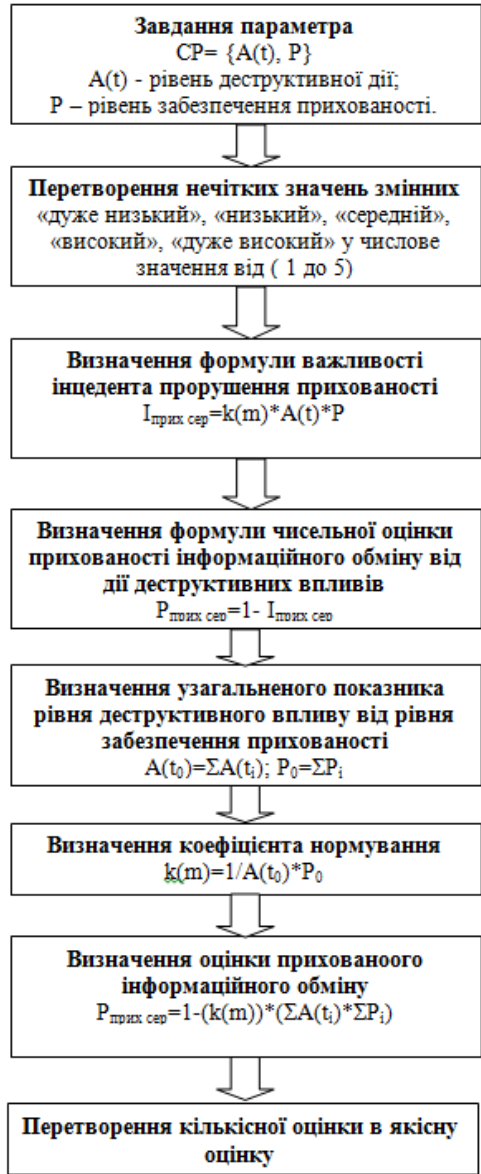 Завдання параметра
CP= {A(t), P}
A(t) - рівень деструктивної дії;
P – рівень забезпечення прихованості.
Перетворення нечітких значень змінних
«дуже низький», «низький», «середній»,
«високий», «дуже високий» у числове
значення від ( 1 до 5)
Визначення формули важливості
інцедента прорушення прихованості
Iприх сер=k(m)*A(t)*P
Визначення формули чисельної оцінки
прихованості інформаційного обміну від
дії деструктивних впливів
Pприх сер=1- Iприх сер
Визначення узагальненого показника
рівня деструктивного впливу від рівня
забезпечення прихованості
A(t₀)=ΣA(tᵢ); P₀=ΣPᵢ
Визначення коефіцієнта нормування
k(m)=1/A(t₀)*P₀
Визначення оцінки прихованоого
інформаційного обміну
Pприх сер=1-(k(m))*(ΣA(tᵢ)*ΣPᵢ)
Перетворення кількісної оцінки в якісну
оцінку